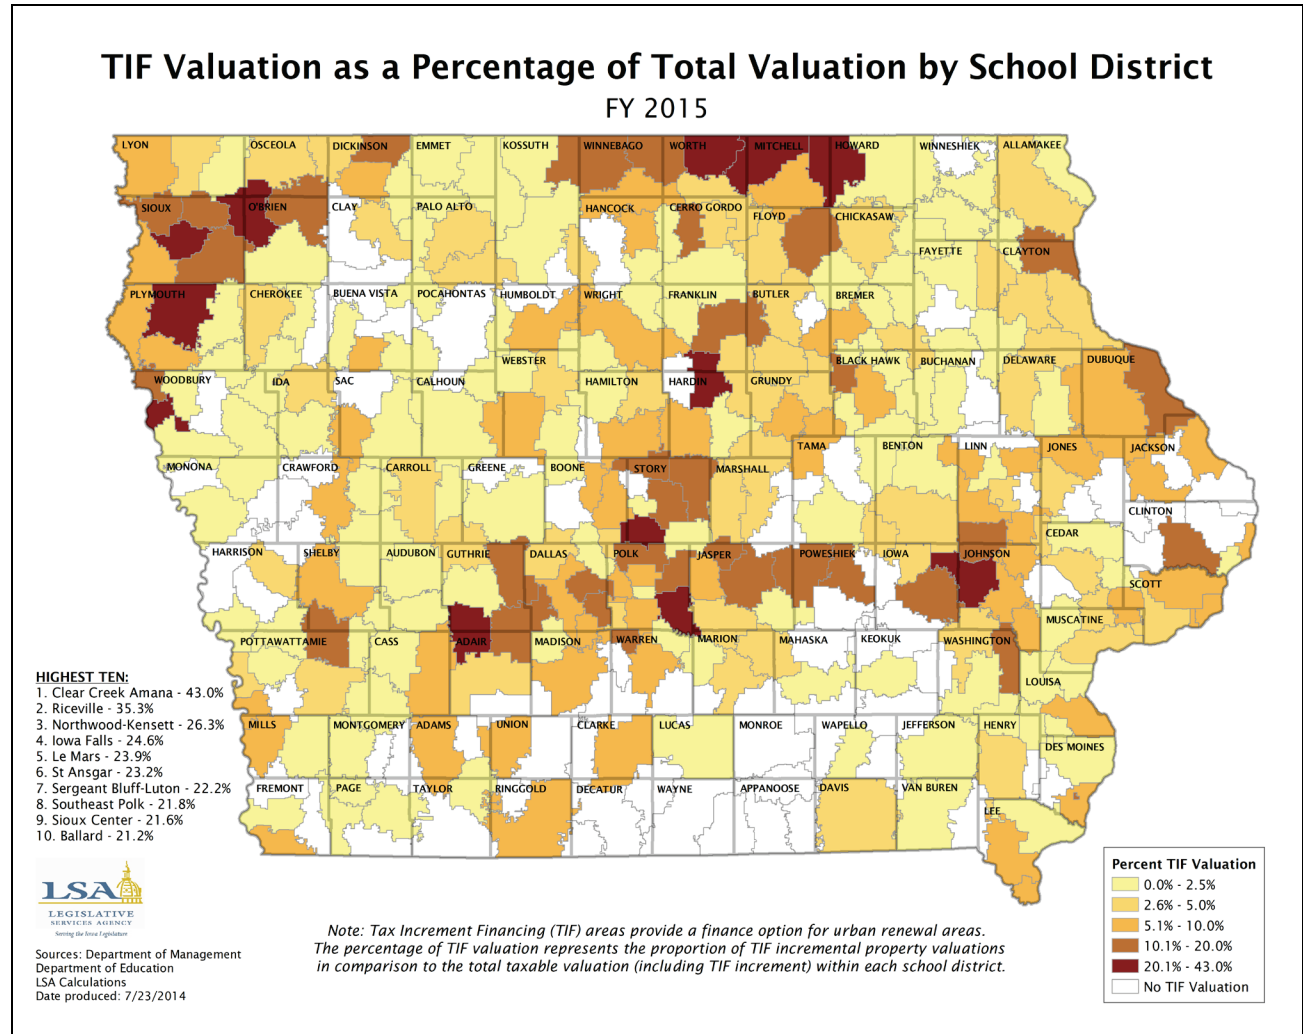 TIF Valuation as a Percentage of Total Valuation by School District
FY 2015
LYON
OSCEOLA
DICKINSON
EMMET
KOSSUTH
WINNEBAGO
WORTH
MITCHELL
HOWARD
WINNESHIEK
ALLAMAKEE
SIOUX
O'BRIEN
CLAY
PALO ALTO
HANCOCK
CERRO GORDO
FLOYD
CHICKASAW
FAYETTE
CLAYTON
PLYMOUTH
CHEROKEE
BUENA VISTA
POCAHONTAS
HUMBOLDT
WRIGHT
FRANKLIN
BUTLER
BREMER
WEBSTER
BLACK HAWK
BUCHANAN
DELAWARE
DUBUQUE
WOODBURY
IDA
SAC
CALHOUN
HAMILTON
HARDIN
GRUNDY
TAMA
BENTON
LINN
JONES
JACKSON
MONONA
CRAWFORD
CARROLL
GREENE
BOONE
STORY
MARSHALL
CLINTON
CEDAR
HARRISON
SHELBY
AUDUBON
GUTHRIE
DALLAS
POLK
JASPER
POWESHIEK
IOWA
JOHNSON
SCOTT
MUSCATINE
POTTAWATTAMIE
CASS
ADAIR
MADISON
WARREN
MARION
MAHASKA
KEOKUK
WASHINGTON
LOUISA
MILLS
MONTGOMERY
ADAMS
UNION
CLARKE
LUCAS
MONROE
WAPELLO
JEFFERSON
HENRY
DES MOINES
FREMONT
PAGE
TAYLOR
RINGGOLD
DECATUR
WAYNE
APPANOOSE
DAVIS
VAN BUREN
LEE
HIGHEST TEN:
1. Clear Creek Amana - 43.0%
2. Riceville - 35.3%
3. Northwood-Kensett - 26.3%
4. Iowa Falls - 24.6%
5. Le Mars - 23.9%
6. St Ansgar - 23.2%
7. Sergeant Bluff-Luton - 22.2%
8. Southeast Polk - 21.8%
9. Sioux Center - 21.6%
10. Ballard - 21.2%
LSA
LEGISLATIVE
SERVICES AGENCY
Serving the Iowa Legislature
Sources: Department of Management
Department of Education
LSA Calculations
Date produced: 7/23/2014
Note: Tax Increment Financing (TIF) areas provide a finance option for urban renewal areas.
The percentage of TIF valuation represents the proportion of TIF incremental property valuations
in comparison to the total taxable valuation (including TIF increment) within each school district.
Percent TIF Valuation
0.0% - 2.5%
2.6% - 5.0%
5.1% - 10.0%
10.1% - 20.0%
20.1% - 43.0%
No TIF Valuation